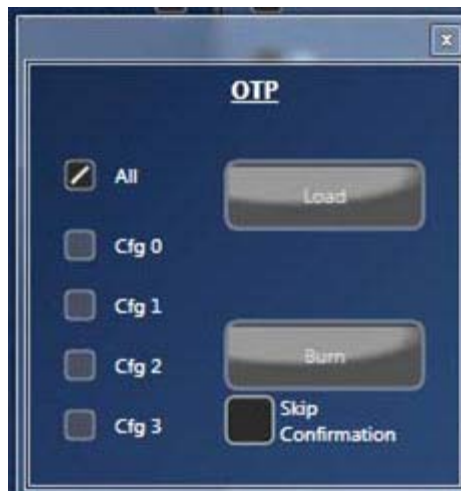 OTP
All
Load
Cfg 0
Cfg 1
Cfg 2
Burn
Cfg 3
Skip
Confirmation